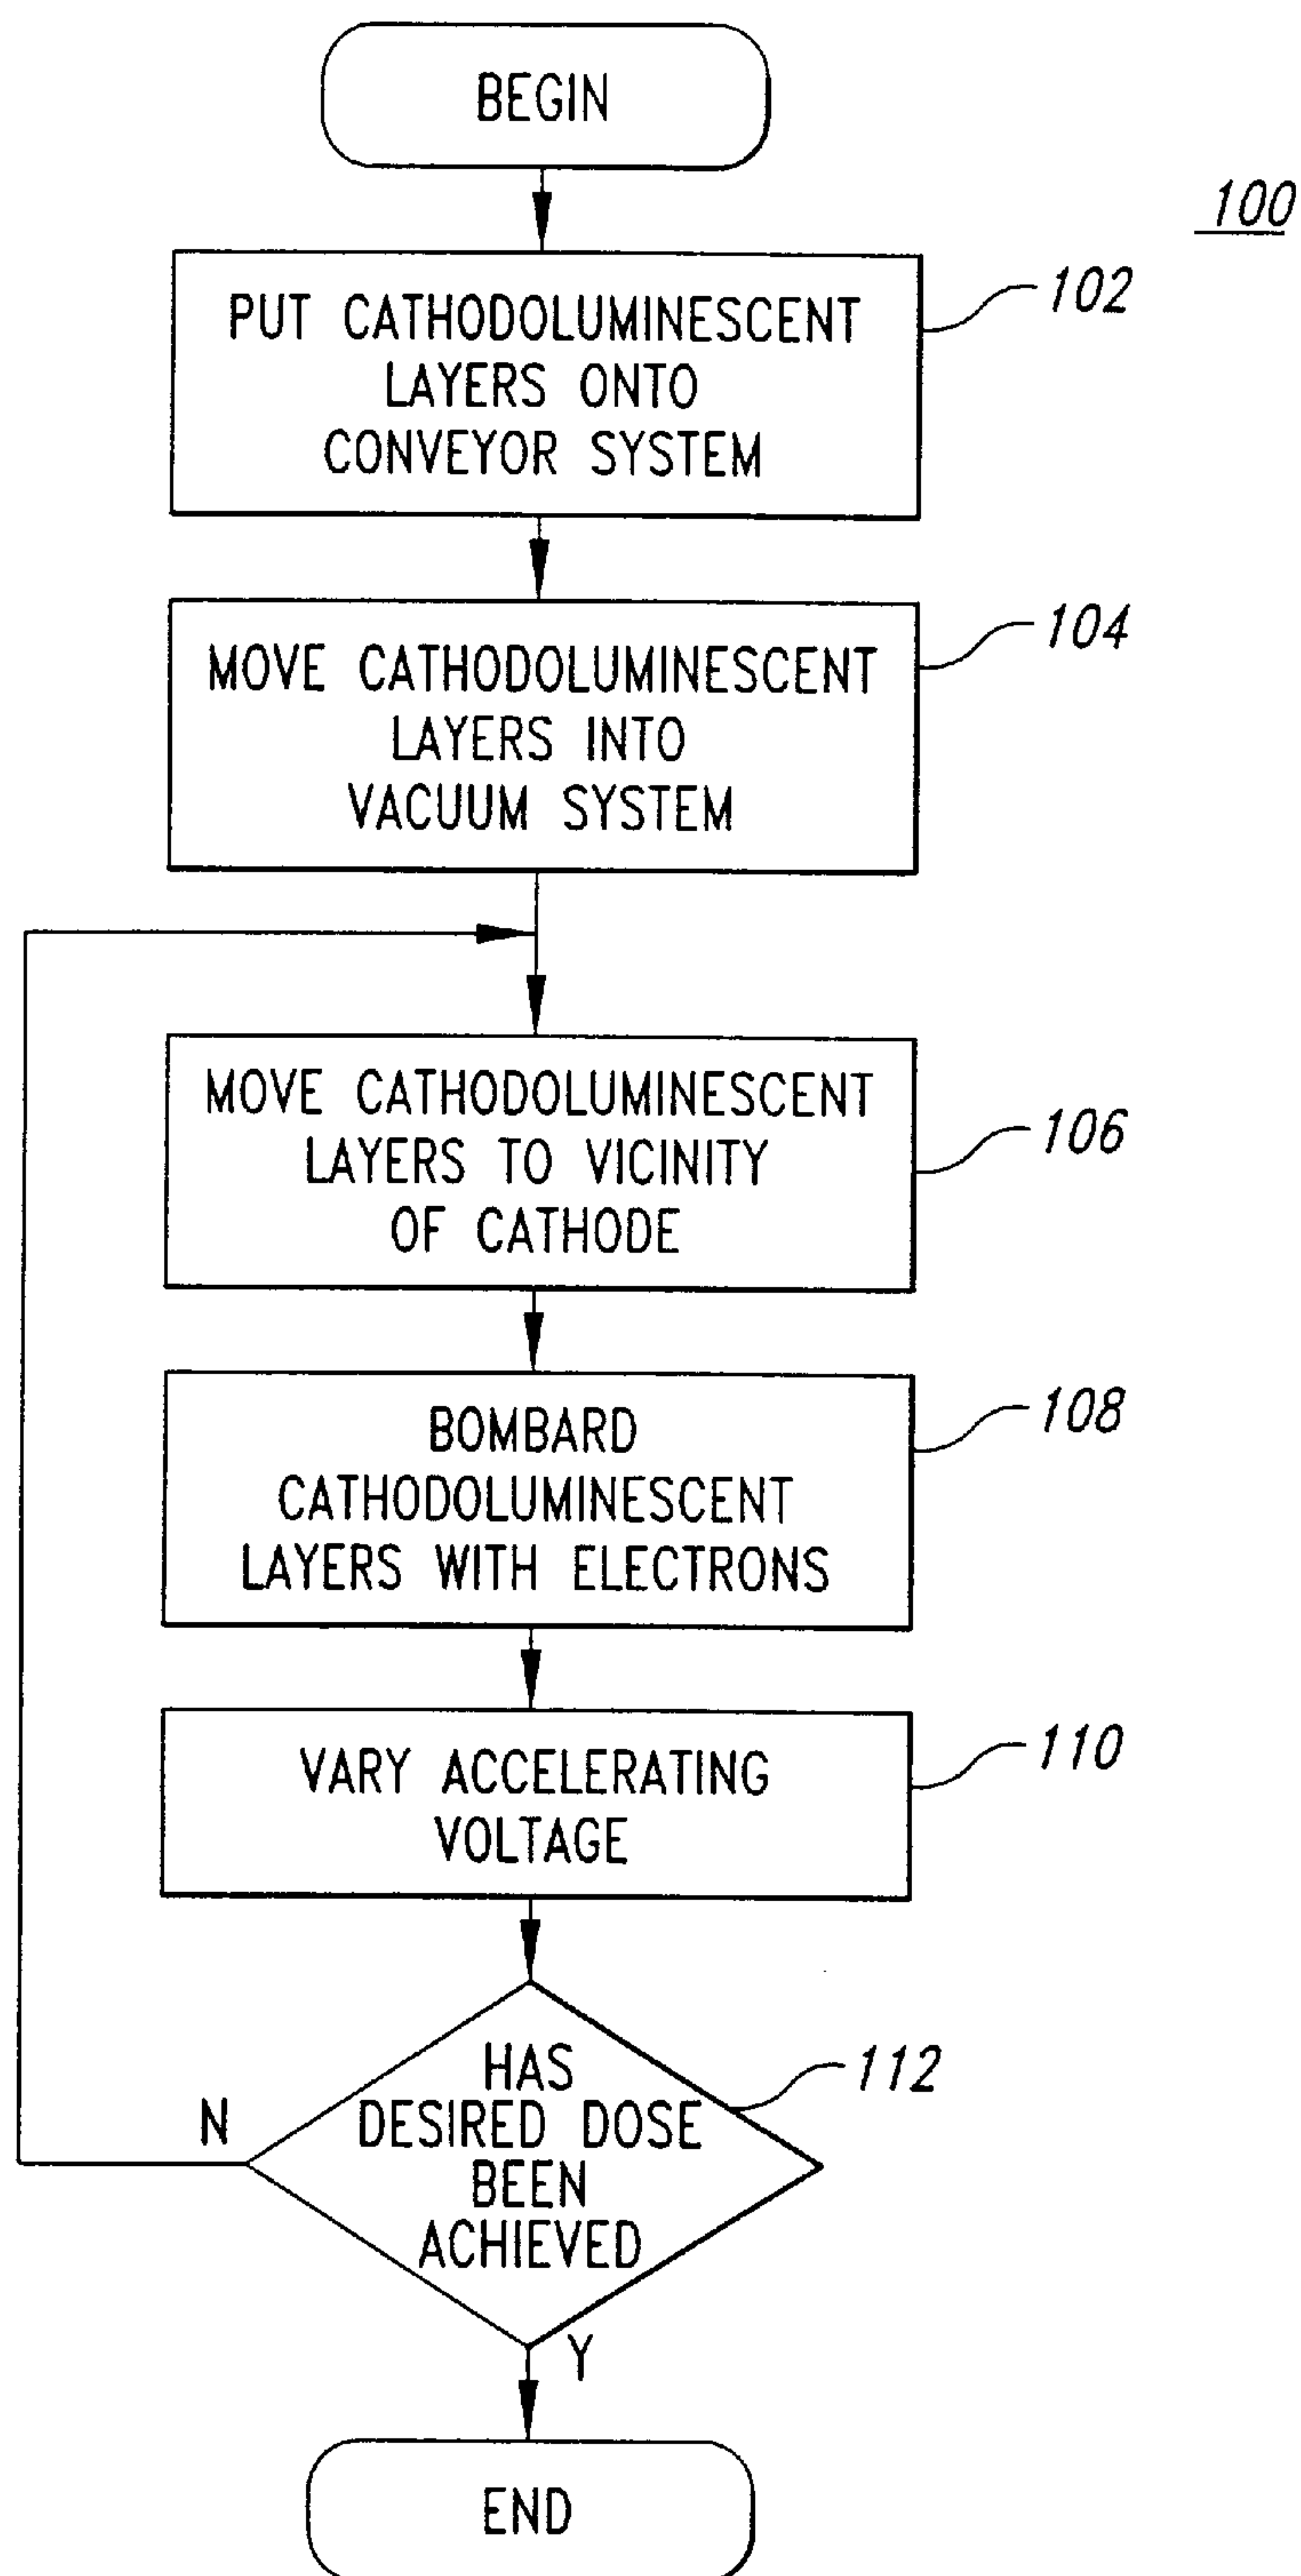 BEGIN
100
PUT CATHODOLUMINESCENT
LAYERS ONTO
CONVEYOR SYSTEM
102
MOVE CATHODOLUMINESCENT
LAYERS INTO
VACUUM SYSTEM
104
MOVE CATHODOLUMINESCENT
LAYERS TO VICINITY
OF CATHODE
106
BOMBARD
CATHODOLUMINESCENT
LAYERS WITH ELECTRONS
108
VARY ACCELERATING
VOLTAGE
110
HAS
DESIRED DOSE
BEEN
ACHIEVED
112
N
Y
END